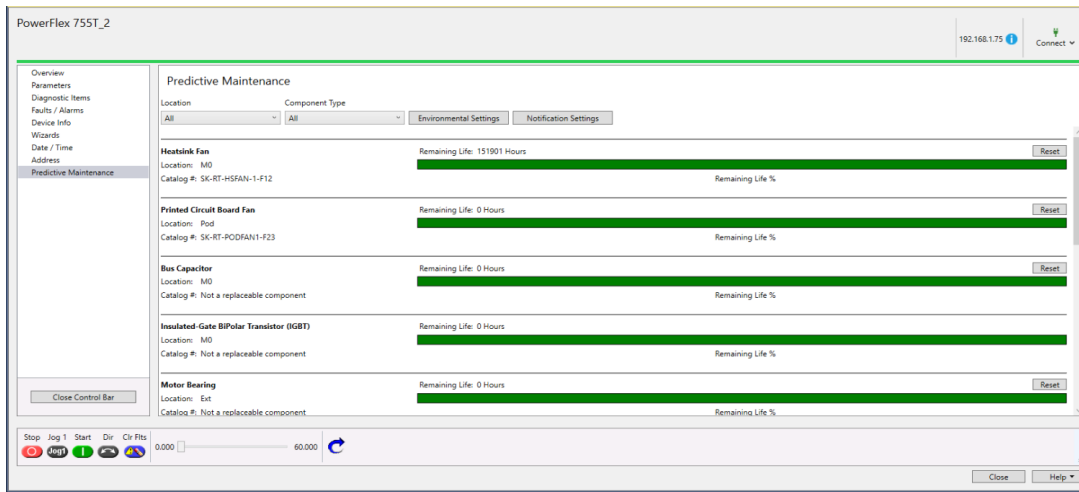 PowerFlex 755T_2
192.168.1.75
Connect
Overview
Parameters
Diagnostic Items
Faults / Alarms
Device Info
Wizards
Date / Time
Address
Predictive Maintenance
Close Control Bar
Predictive Maintenance
Location
Component Type
All
All
Environmental Settings
Notification Settings
Heatsink Fan
Remaining Life: 151901 Hours
Reset
Location: M0
Catalog #: SK-RT-HSFAN-1-F12
Remaining Life %
Printed Circuit Board Fan
Remaining Life: 0 Hours
Reset
Location: Pod
Catalog #: SK-RT-PODFAN1-F23
Remaining Life %
Bus Capacitor
Remaining Life: 0 Hours
Reset
Location: M0
Catalog #: Not a replaceable component
Remaining Life %
Insulated-Gate BiPolar Transistor (IGBT)
Remaining Life: 0 Hours
Location: M0
Catalog #: Not a replaceable component
Remaining Life %
Motor Bearing
Remaining Life: 0 Hours
Reset
Location: Ext
Catalog #: Not a replaceable component
Remaining Life %
Stop Jog 1 Start Dir Clr Flts
Jog1
0.000
60.000
Close
Help